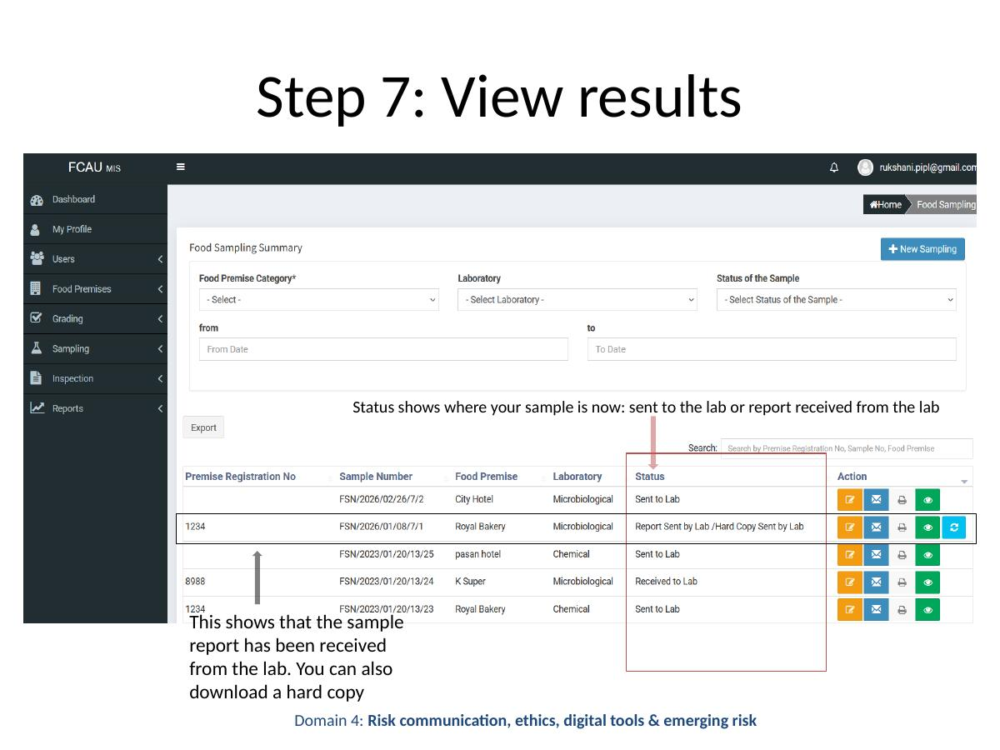 Step 7: View results
FCAU MIS
rukshani.pipl@gmail.com
Dashboard
My Profile
Users
Food Premises
Grading
Sampling
Inspection
Reports
Home
Food Sampling
Food Sampling Summary
New Sampling
Food Premise Category*
Laboratory
Status of the Sample
- Select -
- Select Laboratory -
- Select Status of the Sample -
from
to
From Date
To Date
Status shows where your sample is now: sent to the lab or report received from the lab
Export
Search: Search by Premise Registration No, Sample No, Food Premise
Premise Registration No Sample Number Food Premise Laboratory Status Action
FSN/2026/02/26/7/2 City Hotel Microbiological Sent to Lab
1234 FSN/2026/01/08/7/1 Royal Bakery Microbiological Report Sent by Lab /Hard Copy Sent by Lab
FSN/2023/01/20/13/25 pasan hotel Chemical Sent to Lab
8988 FSN/2023/01/20/13/24 K Super Microbiological Received to Lab
1234 FSN/2023/01/20/13/23 Royal Bakery Chemical Sent to Lab
This shows that the sample
report has been received
from the lab. You can also
download a hard copy
Domain 4: Risk communication, ethics, digital tools & emerging risk